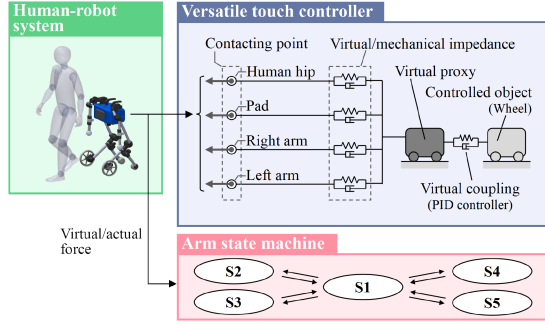 Human-robot
system
Versatile touch controller
Contacting point
Virtual/mechanical impedance
Human hip
Pad
Right arm
Left arm
Virtual proxy
Controlled object
(Wheel)
Virtual coupling
(PID controller)
Virtual/actual
force
Arm state machine
S2
S3
S1
S4
S5